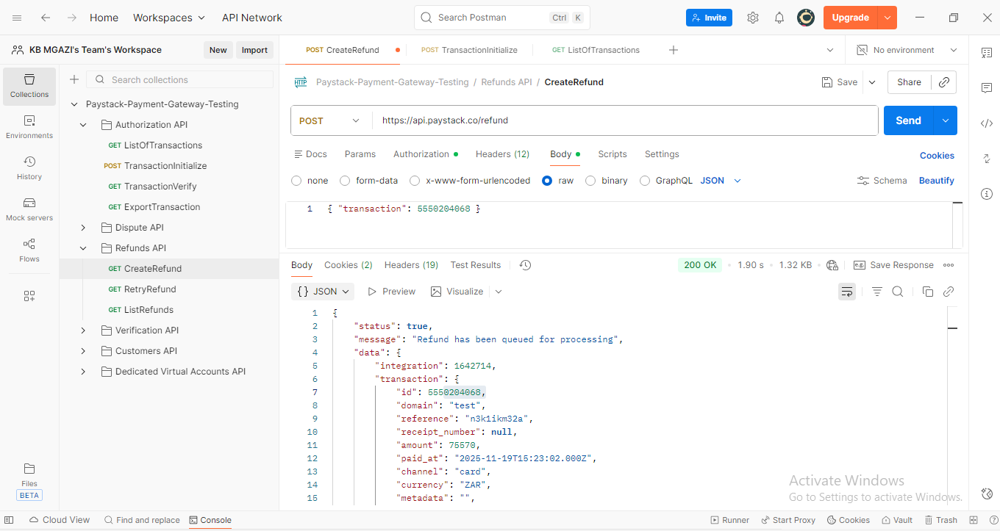 Home Workspaces API Network Search Postman Ctrl K Invite Upgrade
KB MGAZI's Team's Workspace New Import POST CreateRefund POST TransactionInitialize GET ListOfTransactions No environment
Collections
Environments
History
Mock servers
Flows
Files
BETA
Search collections
Paystack-Payment-Gateway-Testing
Authorization API
GET ListOfTransactions
POST TransactionInitialize
GET TransactionVerify
GET ExportTransaction
Dispute API
Refunds API
GET CreateRefund
GET RetryRefund
GET ListRefunds
Verification API
Customers API
Dedicated Virtual Accounts API
HTTP Paystack-Payment-Gateway-Testing / Refunds API / CreateRefund Save Share
POST https://api.paystack.co/refund Send
Docs Params Authorization Headers (12) Body Scripts Settings Cookies
none form-data x-www-form-urlencoded raw binary GraphQL JSON Schema Beautify
1 { "transaction": 5550204068 }
Body Cookies (2) Headers (19) Test Results 200 OK 1.90 s 1.32 KB e.g. Save Response
{} JSON Preview Visualize
1 {
2 "status": true,
3 "message": "Refund has been queued for processing",
4 "data": {
5 "integration": 1642714,
6 "transaction": {
7 "id": 5550204068,
8 "domain": "test",
9 "reference": "n3k1ikm32a",
10 "receipt_number": null,
11 "amount": 75570,
12 "paid_at": "2025-11-19T15:23:02.000Z",
13 "channel": "card",
14 "currency": "ZAR",
15 "metadata": "",
Activate Windows
Go to Settings to activate Windows.
Cloud View Find and replace Console Runner Start Proxy Cookies Vault Trash